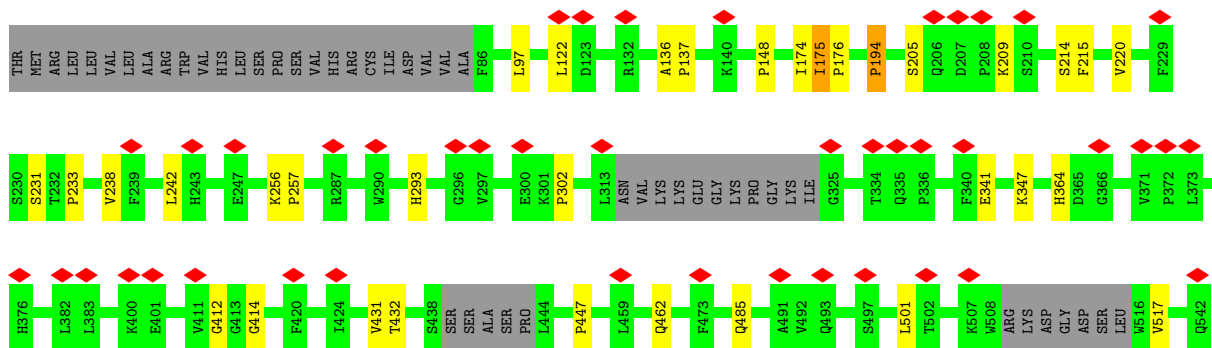 THR MET ARG LEU LEU VAL LEU ALA ARG TRP VAL HIS LEU SER PRO SER VAL HIS ARG CYS ILE ASP VAL VAL ALA F86 L97 L122 D123 R132 A136 P137 K140 P148 I174 I175 P176 P194 S205 Q206 D207 P208 K209 S210 S214 F215 V220 F229
S230 S231 T232 P233 V238 F239 L242 H243 E247 K256 P257 R287 W290 H293 G296 V297 E300 K301 P302 L313 ASN VAL LYS LYS GLU GLY LYS PRO GLY LYS ILE G325 T334 Q335 P336 F340 E341 K347 H364 D365 G366 V371 P372 L373
H376 L382 L383 K400 E401 V411 G412 G413 G414 F420 I424 V431 T432 S438 SER SER ALA SER PRO L444 P447 L459 Q462 F473 Q485 A491 V492 Q493 S497 L501 T502 K507 W508 ARG LYS ASP GLY ASP SER LEU W516 V517 Q542